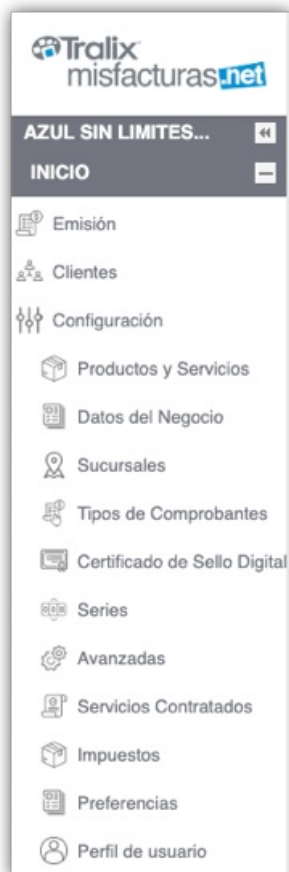 Tralix
misfacturas.net
AZUL SIN LIMITES...
INICIO
Emisión
Clientes
Configuración
Productos y Servicios
Datos del Negocio
Sucursales
Tipos de Comprobantes
Certificado de Sello Digital
Series
Avanzadas
Servicios Contratados
Impuestos
Preferencias
Perfil de usuario